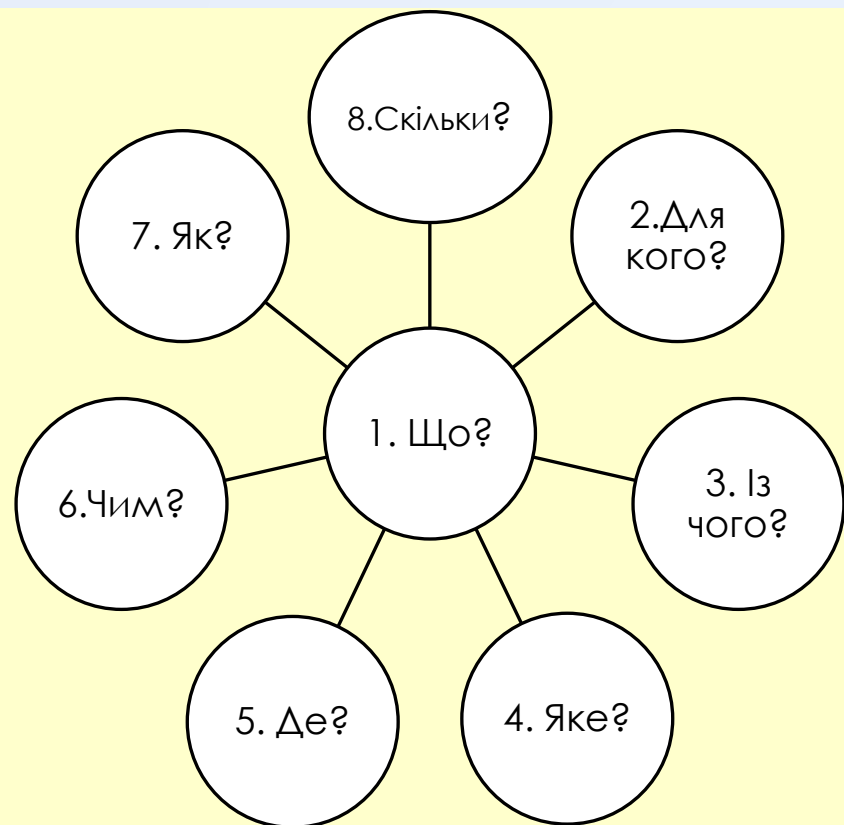 1. Що?
2.Для
кого?
3. Із
чого?
4. Яке?
5. Де?
6.Чим?
7. Як?
8.Скільки?